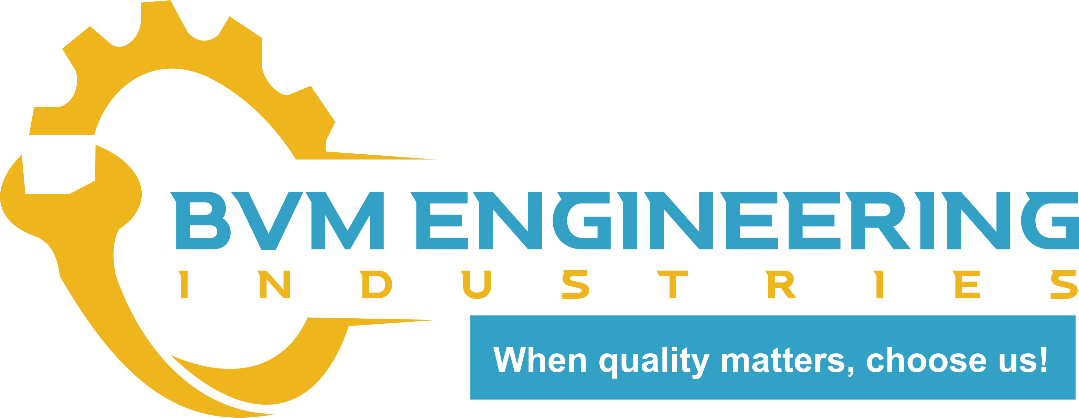 BVM ENGINEERING
INDUSTRIES
When quality matters, choose us!